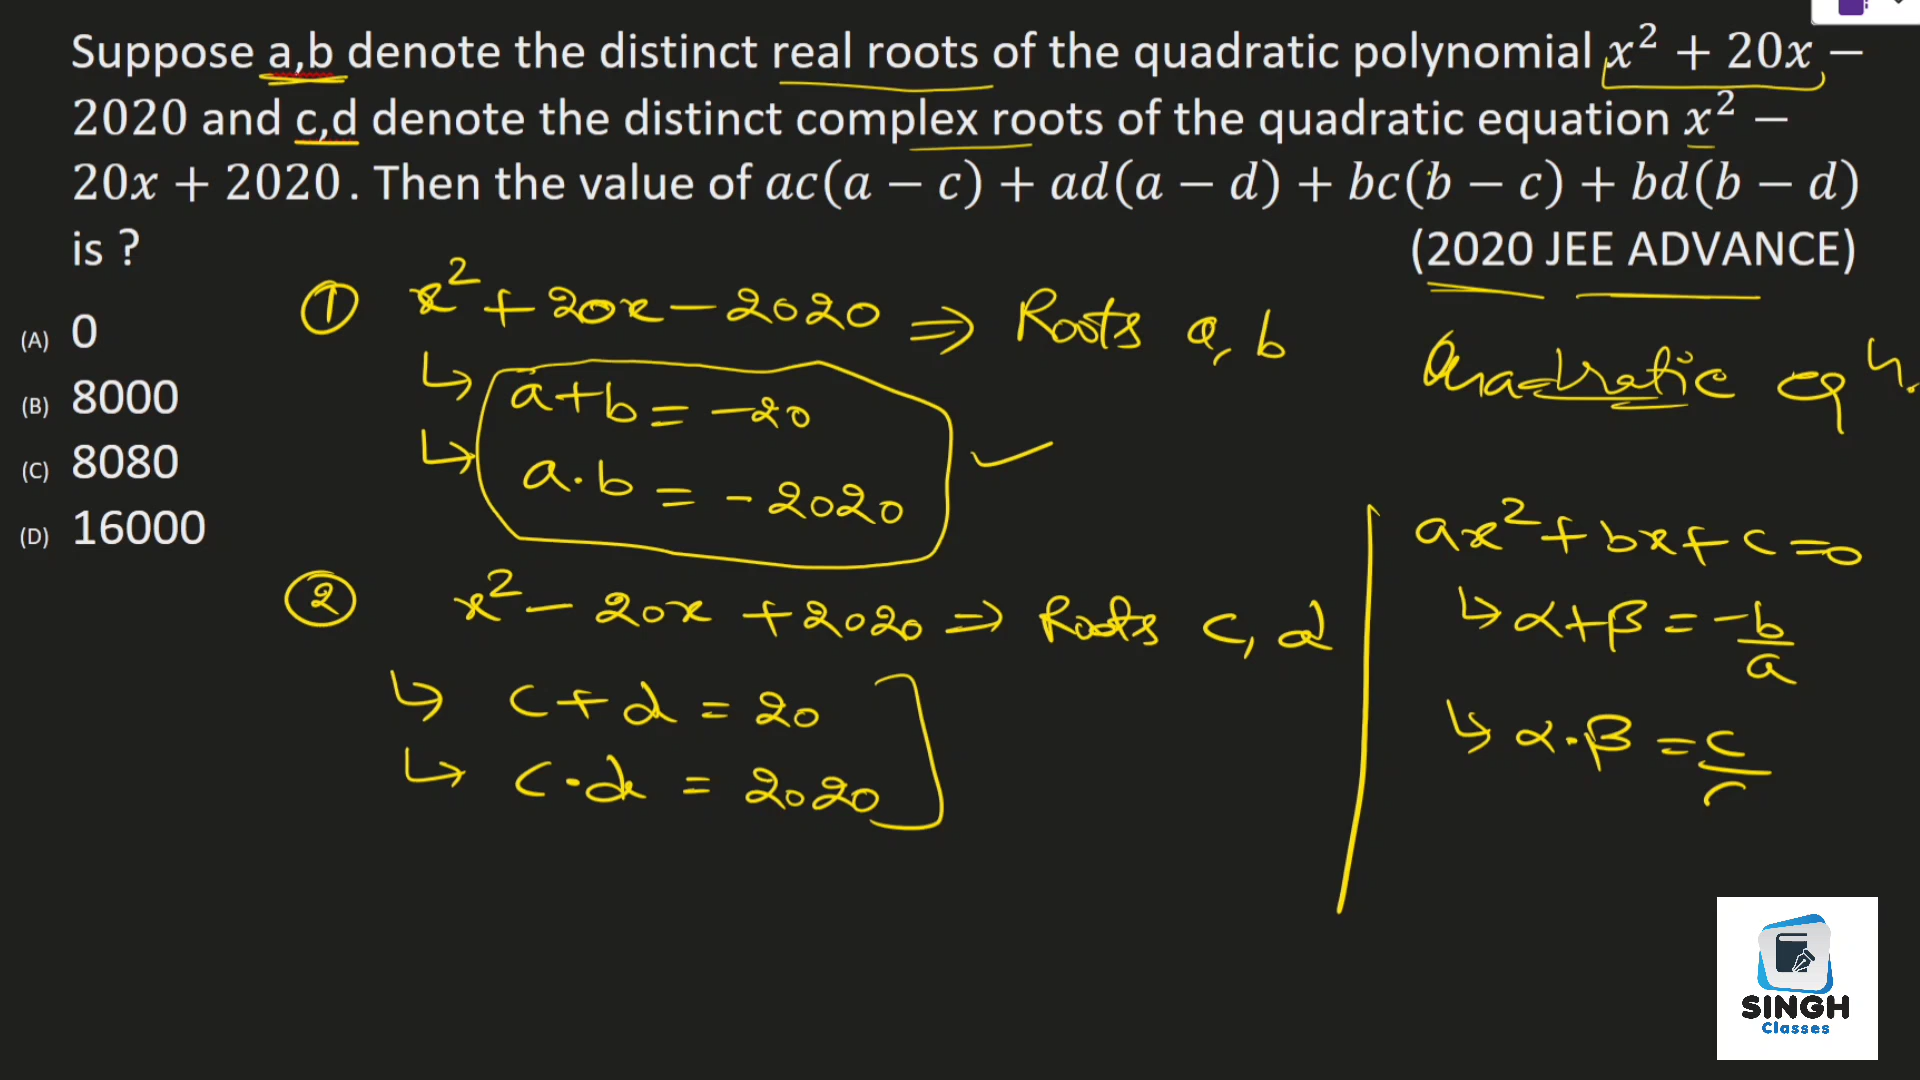 Suppose a,b denote the distinct real roots of the quadratic polynomial x² + 20x −
2020 and c,d denote the distinct complex roots of the quadratic equation x² −
20x + 2020. Then the value of ac(a − c) + ad(a − d) + bc(b − c) + bd(b − d)
is ? (2020 JEE ADVANCE)
(A) 0
(B) 8000
(C) 8080
(D) 16000
① x² + 20x − 2020 ⇒ Roots a, b
Quadratic eqn.
↳ a+b = −20
↳ a·b = −2020 ✓
ax² + bx + c = 0
② x² − 20x + 2020 ⇒ Roots c, d
↳ α+β = −b/a
↳ c + d = 20
↳ α·β = c/
↳ c·d = 2020
SINGH
Classes